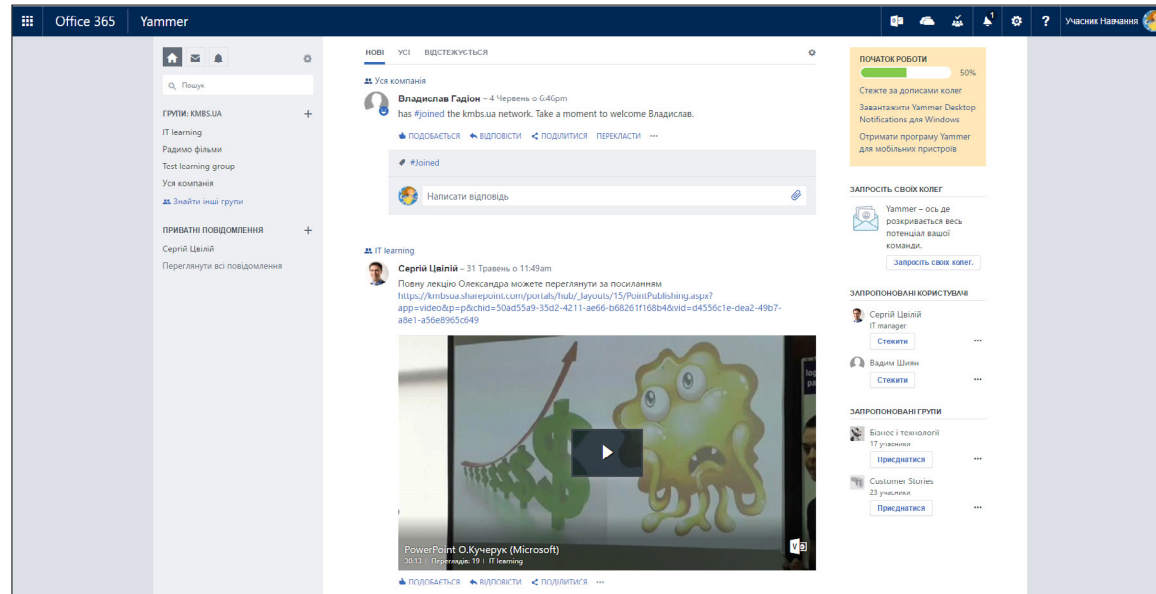 Office 365
Yammer
1
?
Учасник Навчання
Пошук
ГРУПИ: KMBS.UA
IT learning
Радимо фільми
Test learning group
Уся компанія
Знайти інші групи
ПРИВАТНІ ПОВІДОМЛЕННЯ
Сергій Цвілій
Переглянути всі повідомлення
НОВІ УСІ ВІДСТЕЖУЄТЬСЯ
Уся компанія
Владислав Гадіон – 4 Червень о 6:46pm
has #joined the kmbs.ua network. Take a moment to welcome Владислав.
ПОДОБАЄТЬСЯ ВІДПОВІСТИ ПОДІЛИТИСЯ ПЕРЕКЛАСТИ •••
#Joined
Написати відповідь
IT learning
Сергій Цвілій – 31 Травень о 11:49am
Повну лекцію Олександра можете переглянути за посиланням
https://kmbsua.sharepoint.com/portals/hub/_layouts/15/PointPublishing.aspx?
app=video&p=p&chid=50ad55a9-35d2-4211-ae66-b68261f168b4&vid=d4556c1e-dea2-49b7-
a8e1-a56e8965c649
PowerPoint О.Кучерук (Microsoft)
30:13 | Переглядів: 19 | IT learning
ПОДОБАЄТЬСЯ ВІДПОВІСТИ ПОДІЛИТИСЯ •••
ПОЧАТОК РОБОТИ
50%
Стежте за дописами колег
Завантажити Yammer Desktop
Notifications для Windows
Отримати програму Yammer
для мобільних пристроїв
ЗАПРОСІТЬ СВОЇХ КОЛЕГ
Yammer – ось де
розкривається весь
потенціал вашої
команди.
Запросіть своїх колег.
ЗАПРОПОНОВАНІ КОРИСТУВАЧІ
Сергій Цвілій
IT manager
Стежити •••
Вадим Шиян
Стежити •••
ЗАПРОПОНОВАНІ ГРУПИ
Бізнес і технології
17 учасники
Приєднатися •••
Customer Stories
23 учасники
Приєднатися •••